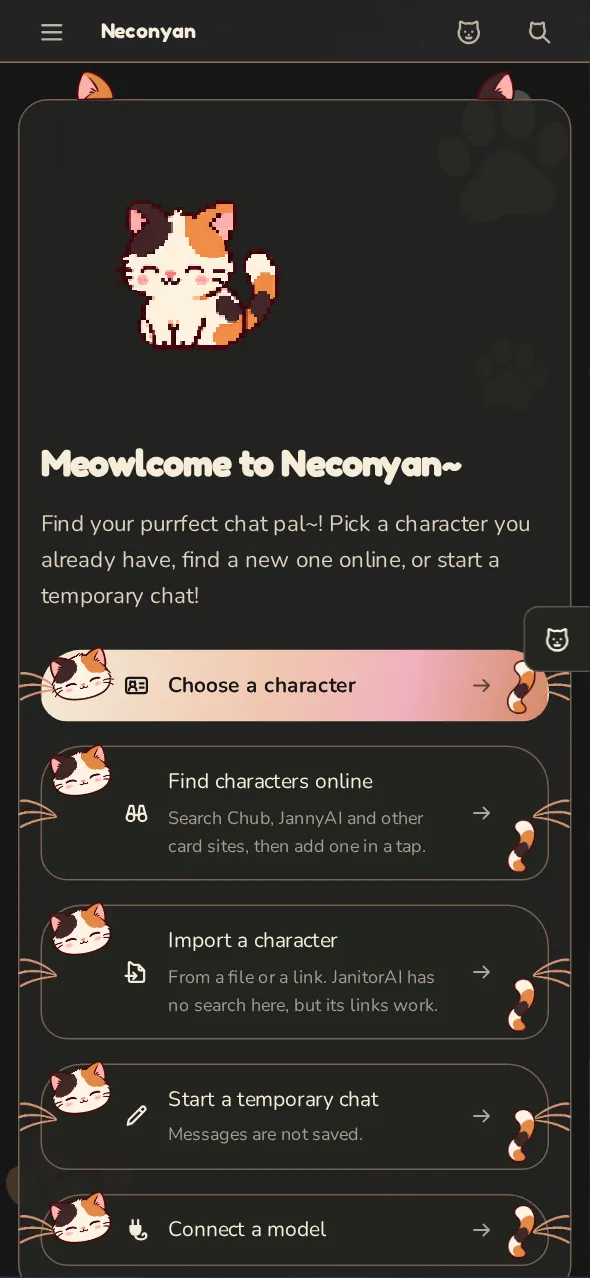 Neconyan
Meowlcome to Neconyan~
Find your purrfect chat pal~! Pick a character you
already have, find a new one online, or start a
temporary chat!
Choose a character
Find characters online
Search Chub, JannyAI and other
card sites, then add one in a tap.
Import a character
From a file or a link. JanitorAI has
no search here, but its links work.
Start a temporary chat
Messages are not saved.
Connect a model